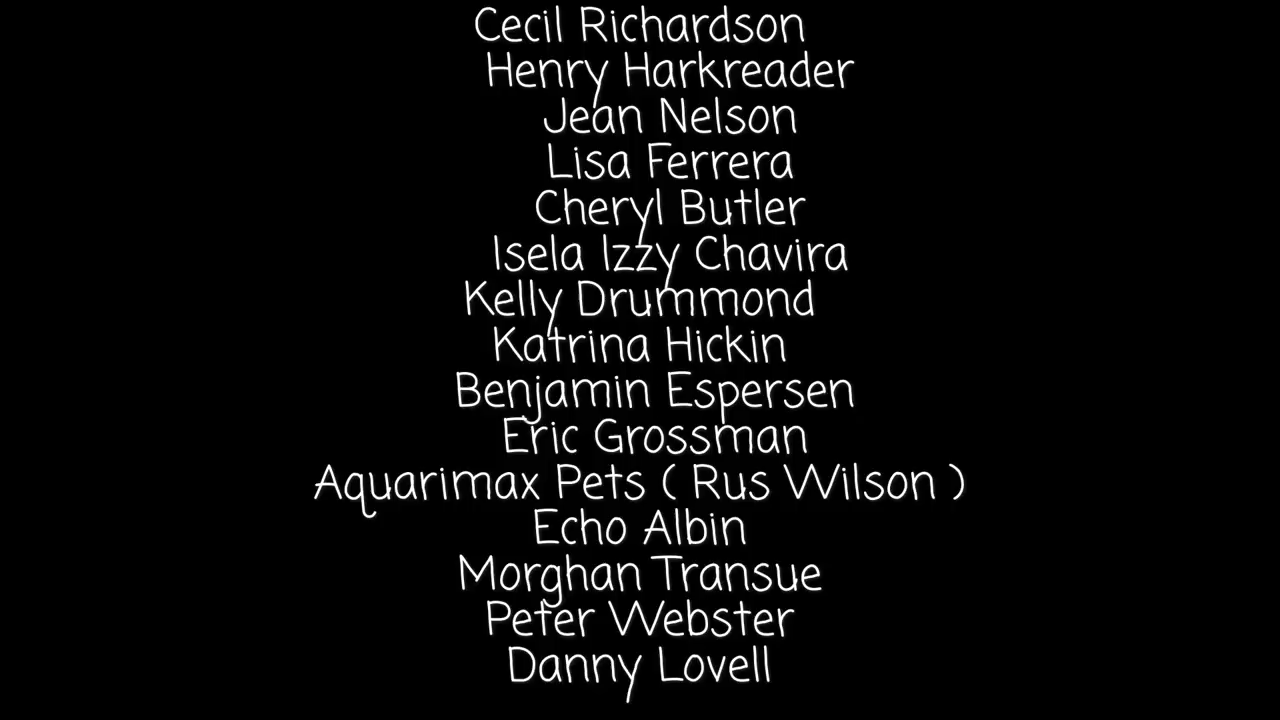 Cecil Richardson
Henry Harkreader
Jean Nelson
Lisa Ferrera
Cheryl Butler
Isela Izzy Chavira
Kelly Drummond
Katrina Hickin
Benjamin Espersen
Eric Grossman
Aquarimax Pets ( Rus Wilson )
Echo Albin
Morghan Transue
Peter Webster
Danny Lovell